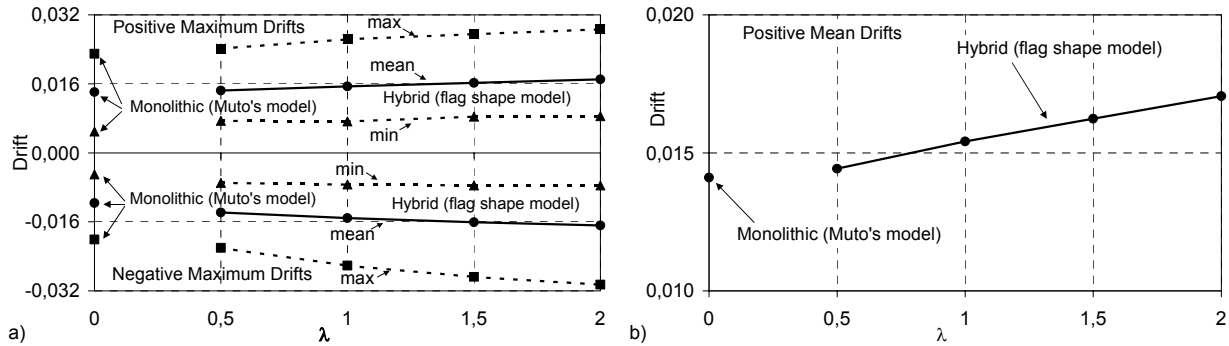 0,032
Positive Maximum Drifts
max
mean
0,016
Monolithic (Muto's model)
Hybrid (flag shape model)
min
0,000
Drift
min
Monolithic (Muto's model)
Hybrid (flag shape model)
-0,016
mean
Negative Maximum Drifts
max
-0,032
0
0,5
1
1,5
2
a)
λ
0,020
Positive Mean Drifts
Hybrid (flag shape model)
Drift
0,015
Monolithic (Muto's model)
0,010
0
0,5
1
1,5
2
b)
λ